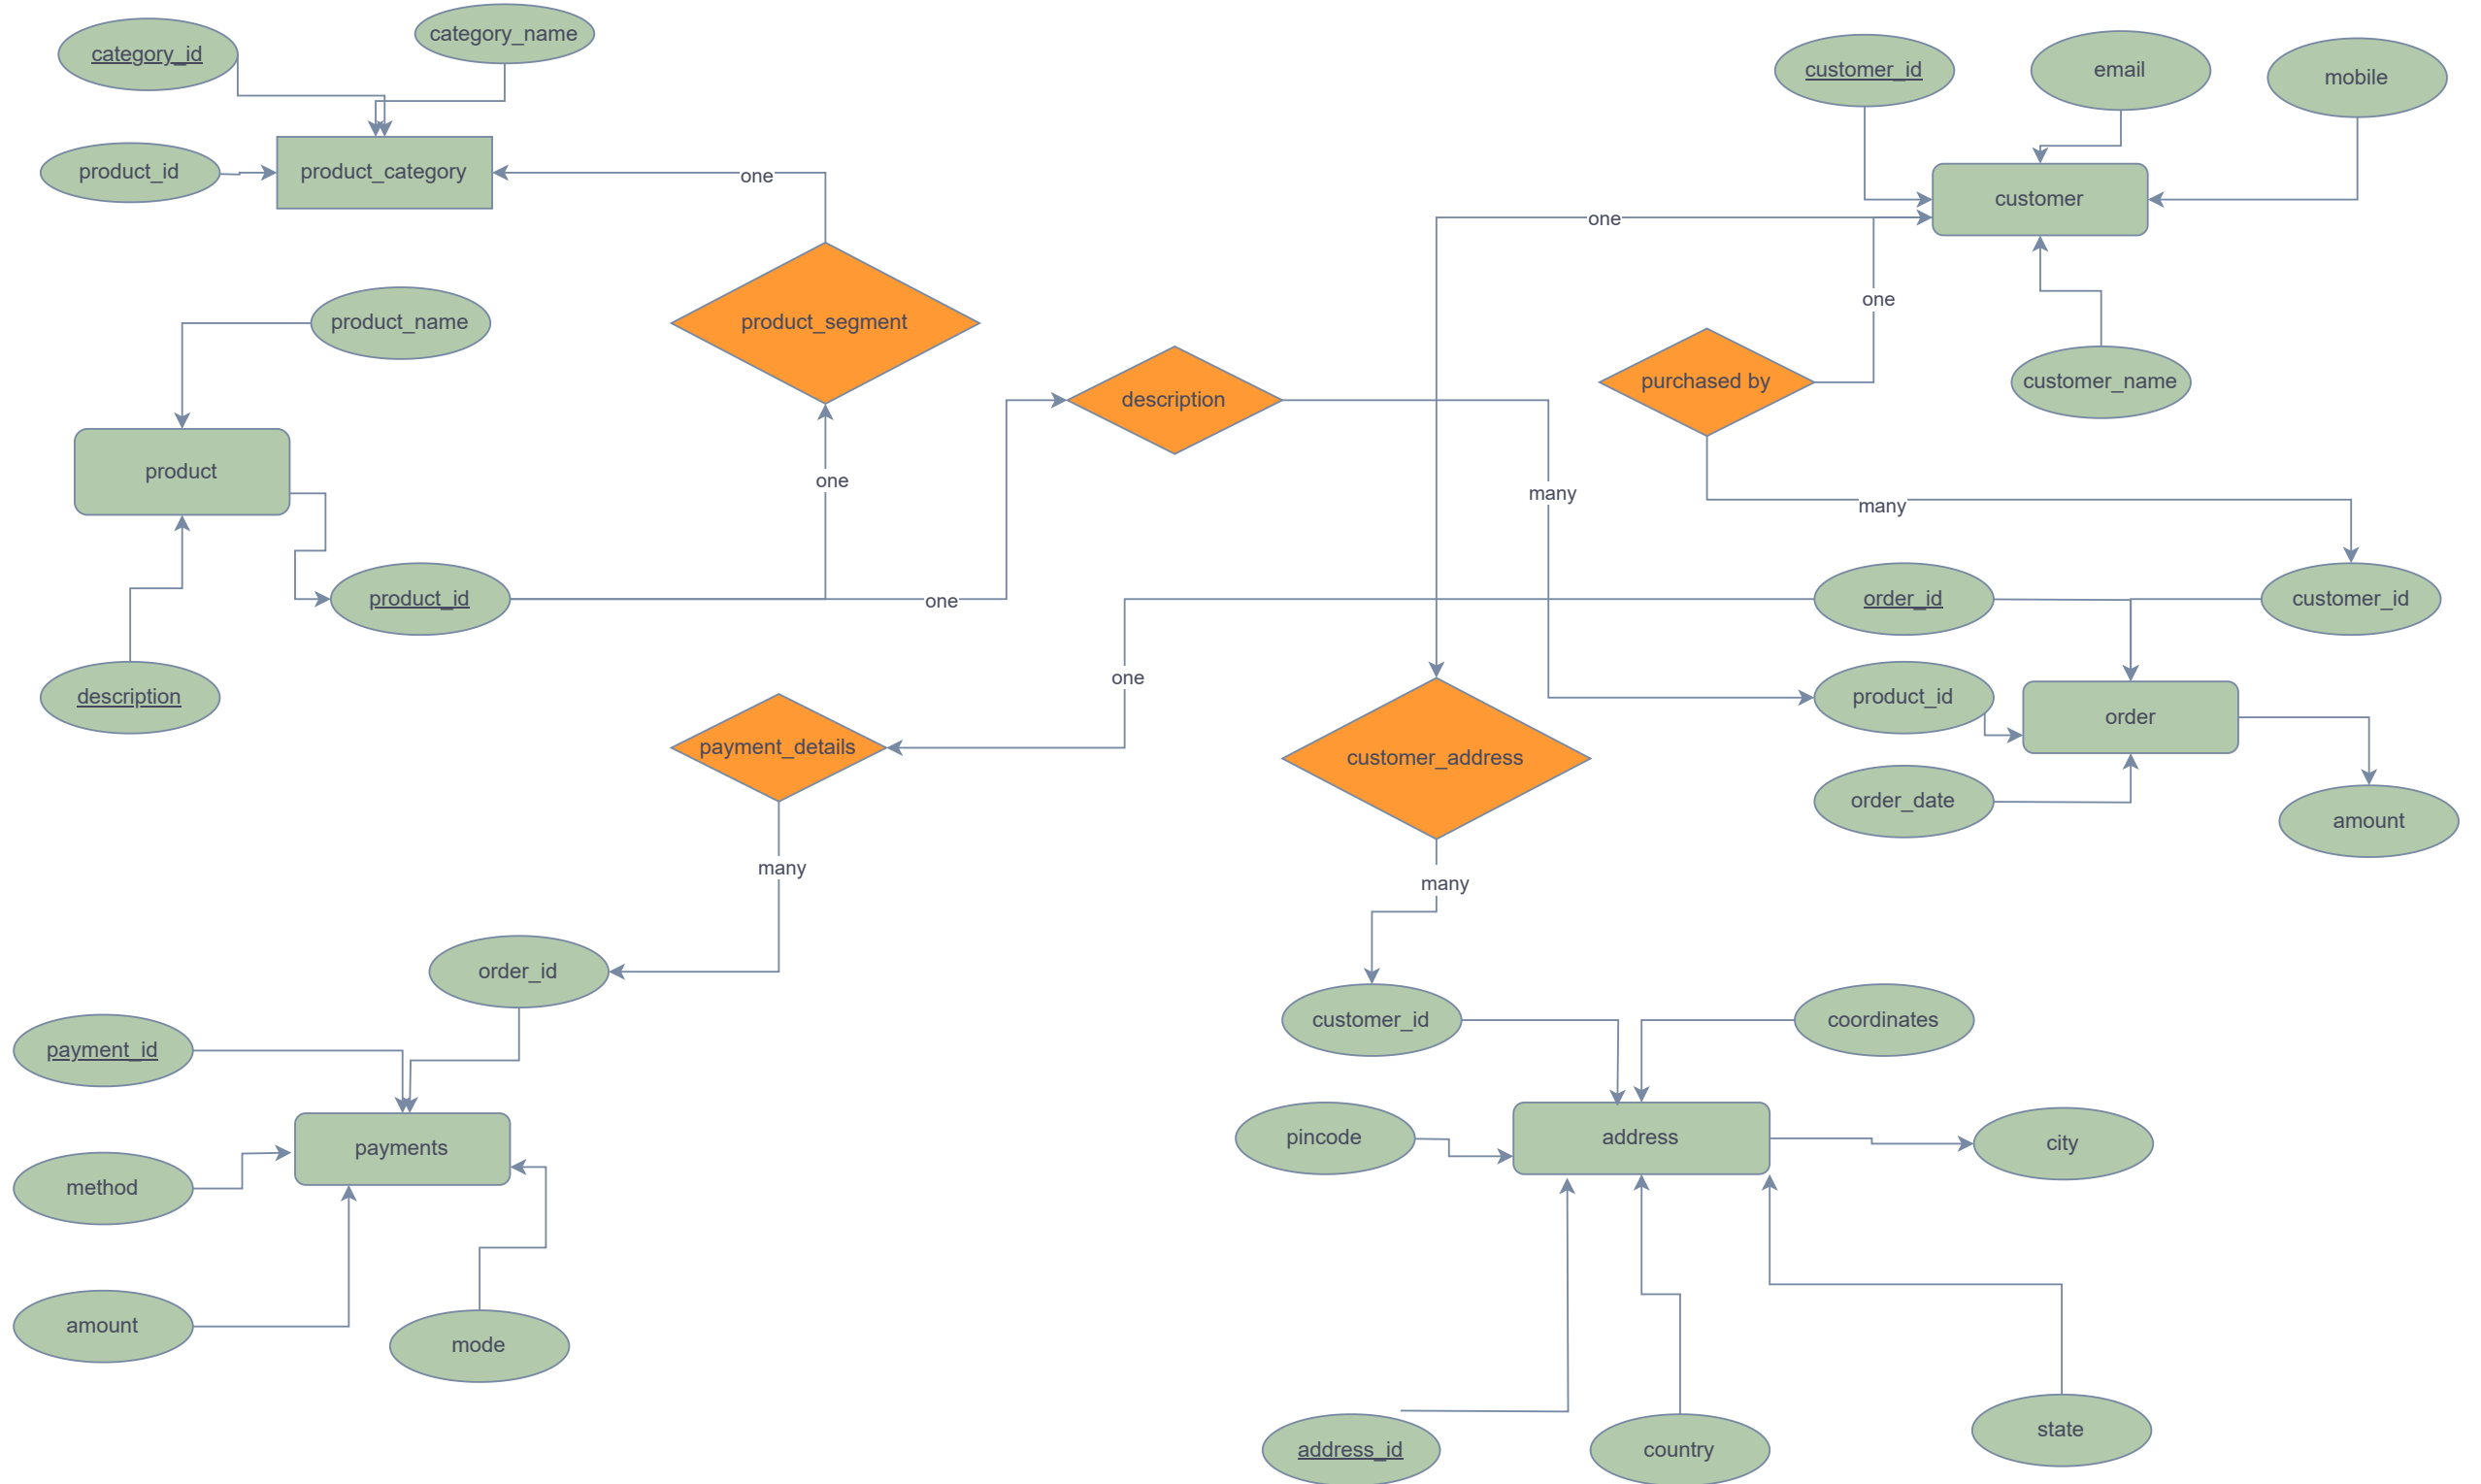 category_name
category_id
customer_id
email
mobile
product_id
product_category
one
customer
one
one
product_name
product_segment
purchased by
customer_name
description
product
one
many
many
product_id
one
order_id
customer_id
one
description
product_id
order
payment_details
customer_address
order_date
amount
many
many
order_id
customer_id
coordinates
payment_id
payments
pincode
address
city
method
amount
mode
address_id
country
state